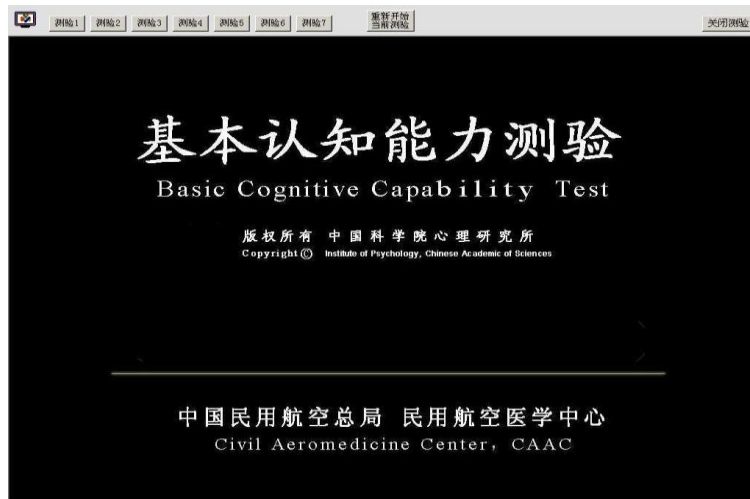 测验1 测验2 测验3 测验4 测验5 测验6 测验7 重新开始 关闭测验
当前测验
基本认知能力测验
Basic Cognitive Capability Test
版权所有 中国科学院心理研究所
Copyright© Institute of Psychology, Chinese Academic of Sciences
中国民用航空总局 民用航空医学中心
Civil Aeromedicine Center, CAAC